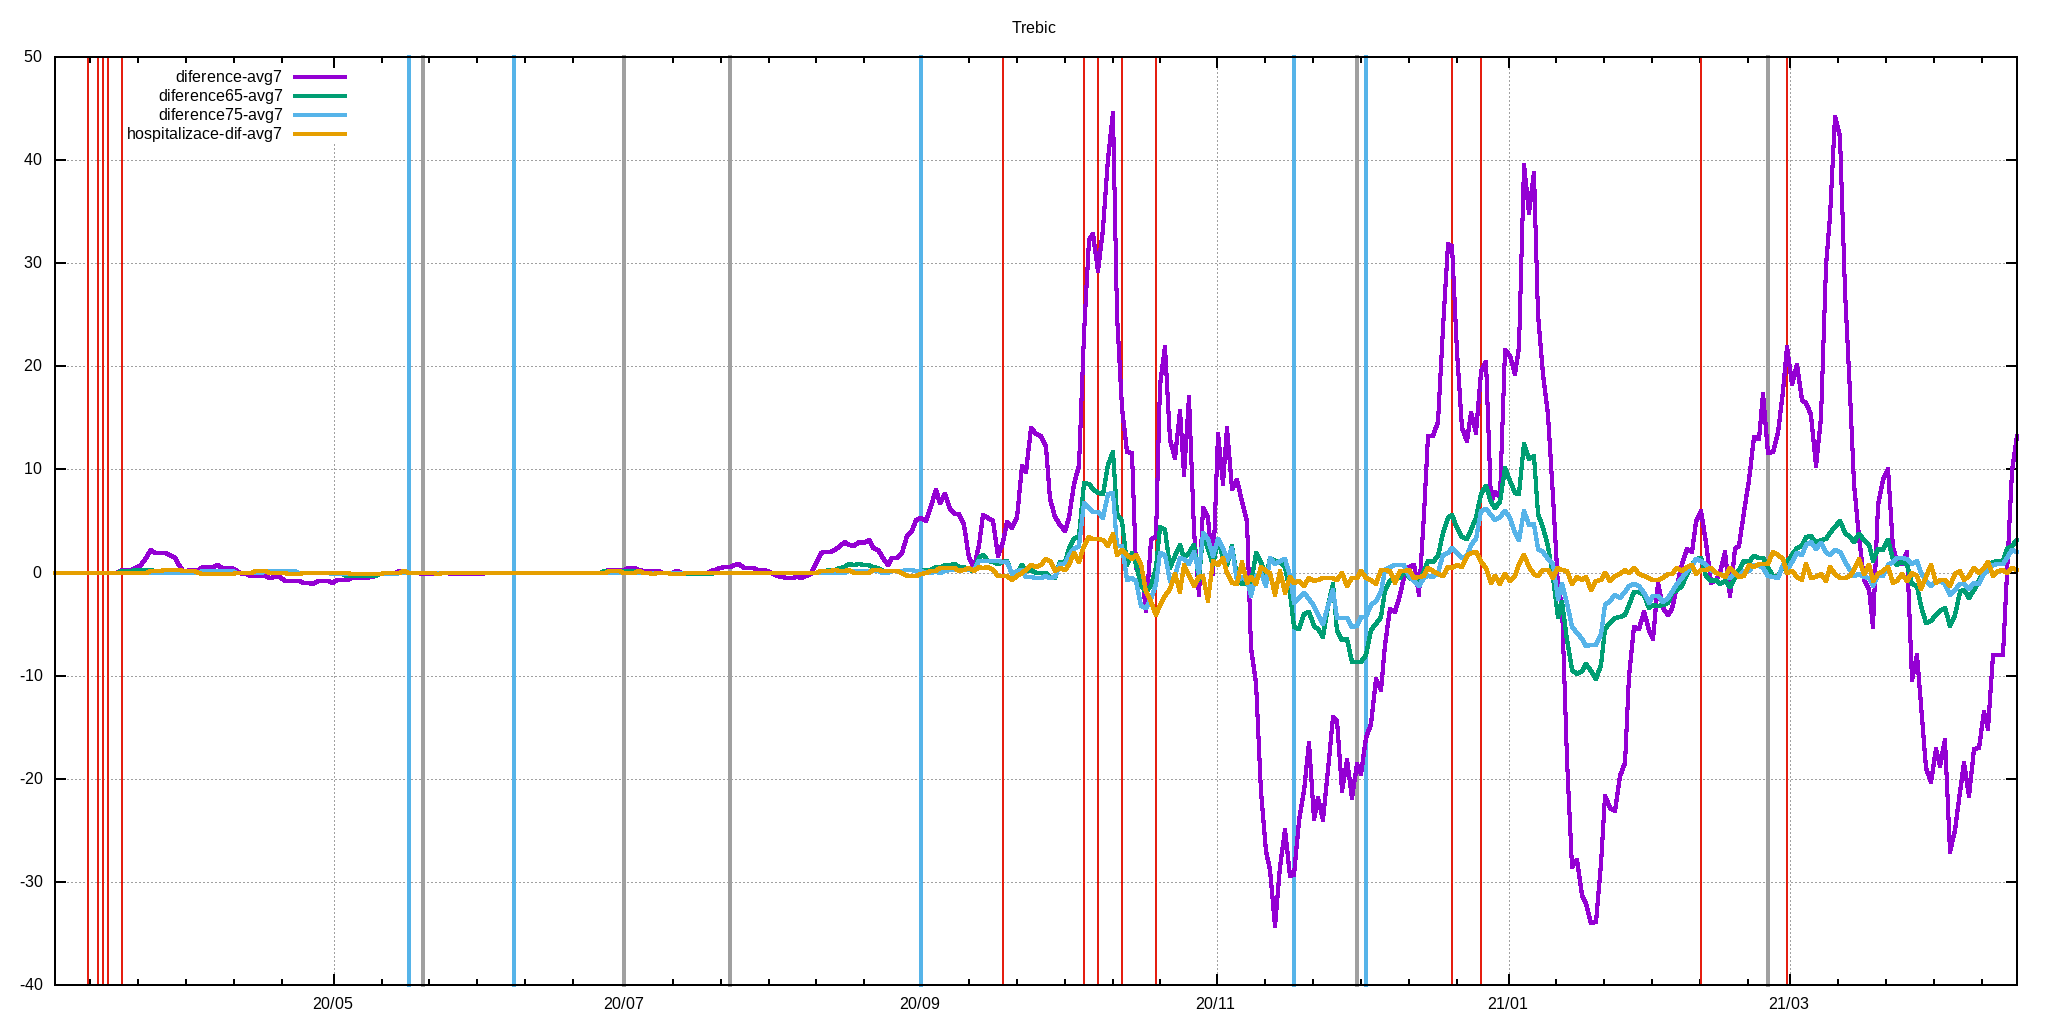 Trebic
diference-avg7
diference65-avg7
diference75-avg7
hospitalizace-dif-avg7
50
40
30
20
10
0
-10
-20
-30
-40
20/05 20/07 20/09 20/11 21/01 21/03